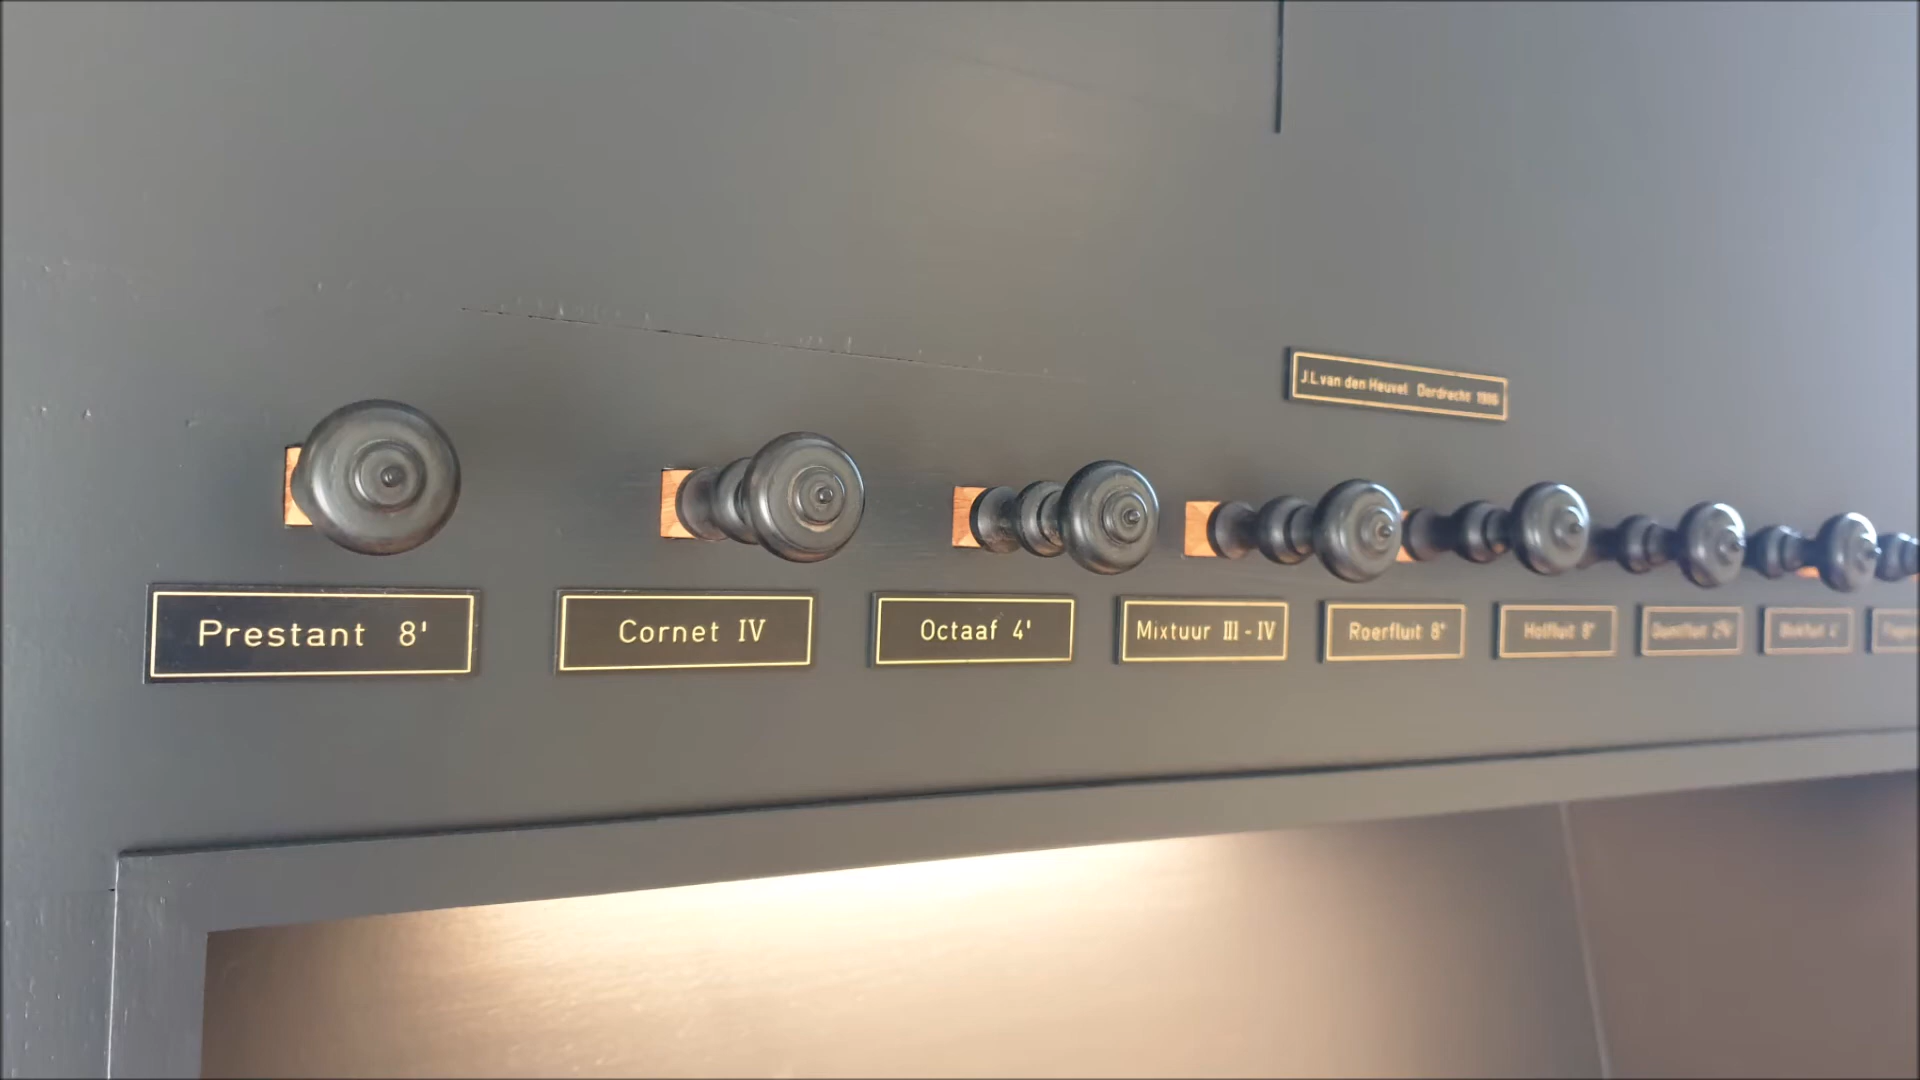 J.L. van den Heuvel Dordrecht
Prestant 8'
Cornet IV
Octaaf 4'
Mixtuur III - IV
Roerfluit 8'
Holfluit 8'